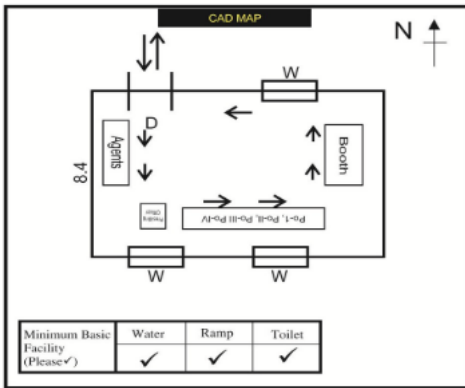 CAD MAP
N
W
D
Agents
8.4
Booth
Po-1, Po-II, Po-III Po-IV
W
W
Minimum Basic Facility (Please✓)
Water
Ramp
Toilet
✓
✓
✓